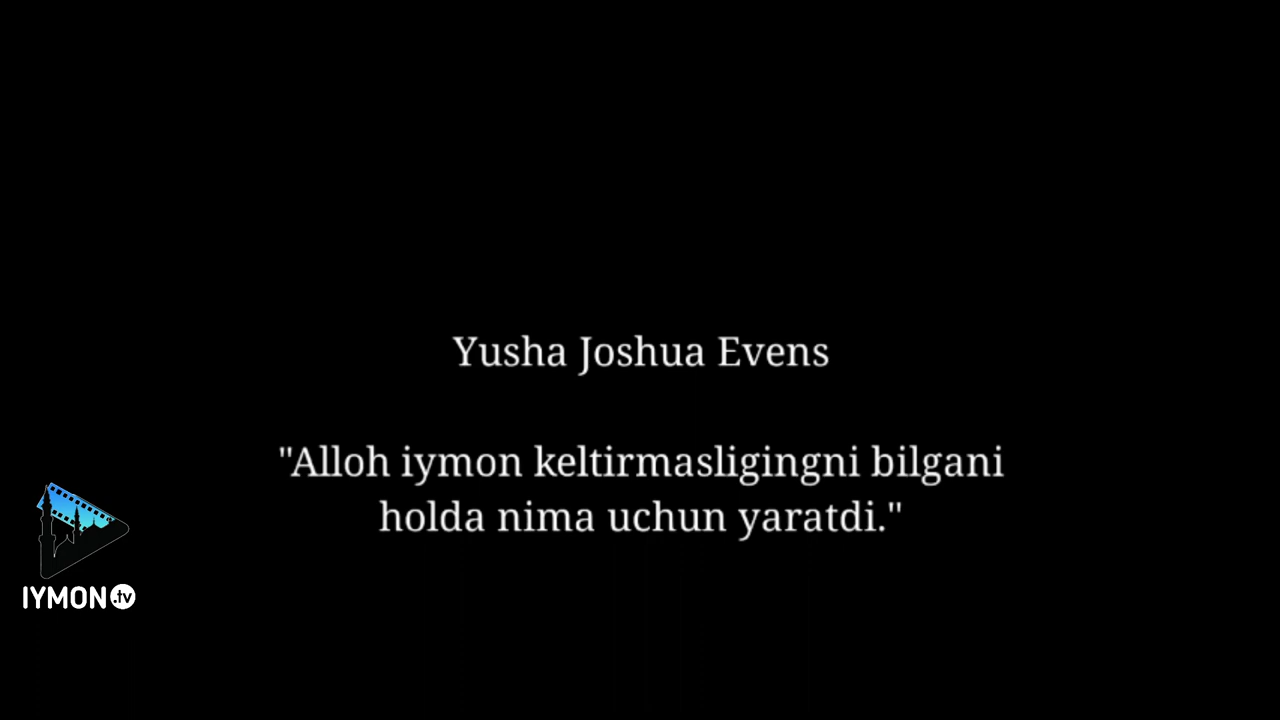 Yusha Joshua Evens
"Alloh iymon keltirmasligingni bilgani
holda nima uchun yaratdi."
IYMON.tv